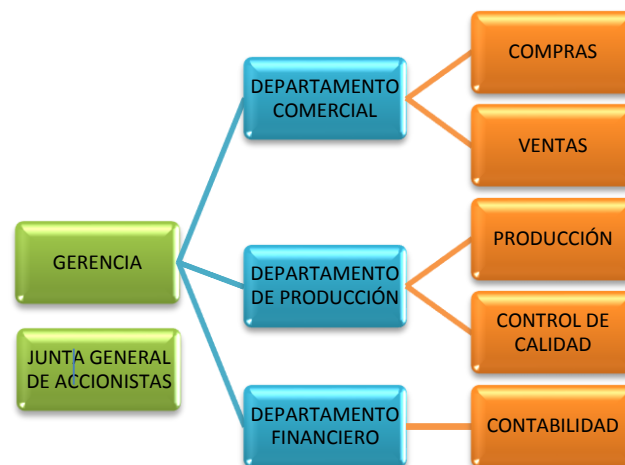 GERENCIA
JUNTA GENERAL
DE ACCIONISTAS
DEPARTAMENTO
COMERCIAL
COMPRAS
VENTAS
DEPARTAMENTO
DE PRODUCCIÓN
PRODUCCIÓN
CONTROL DE
CALIDAD
DEPARTAMENTO
FINANCIERO
CONTABILIDAD